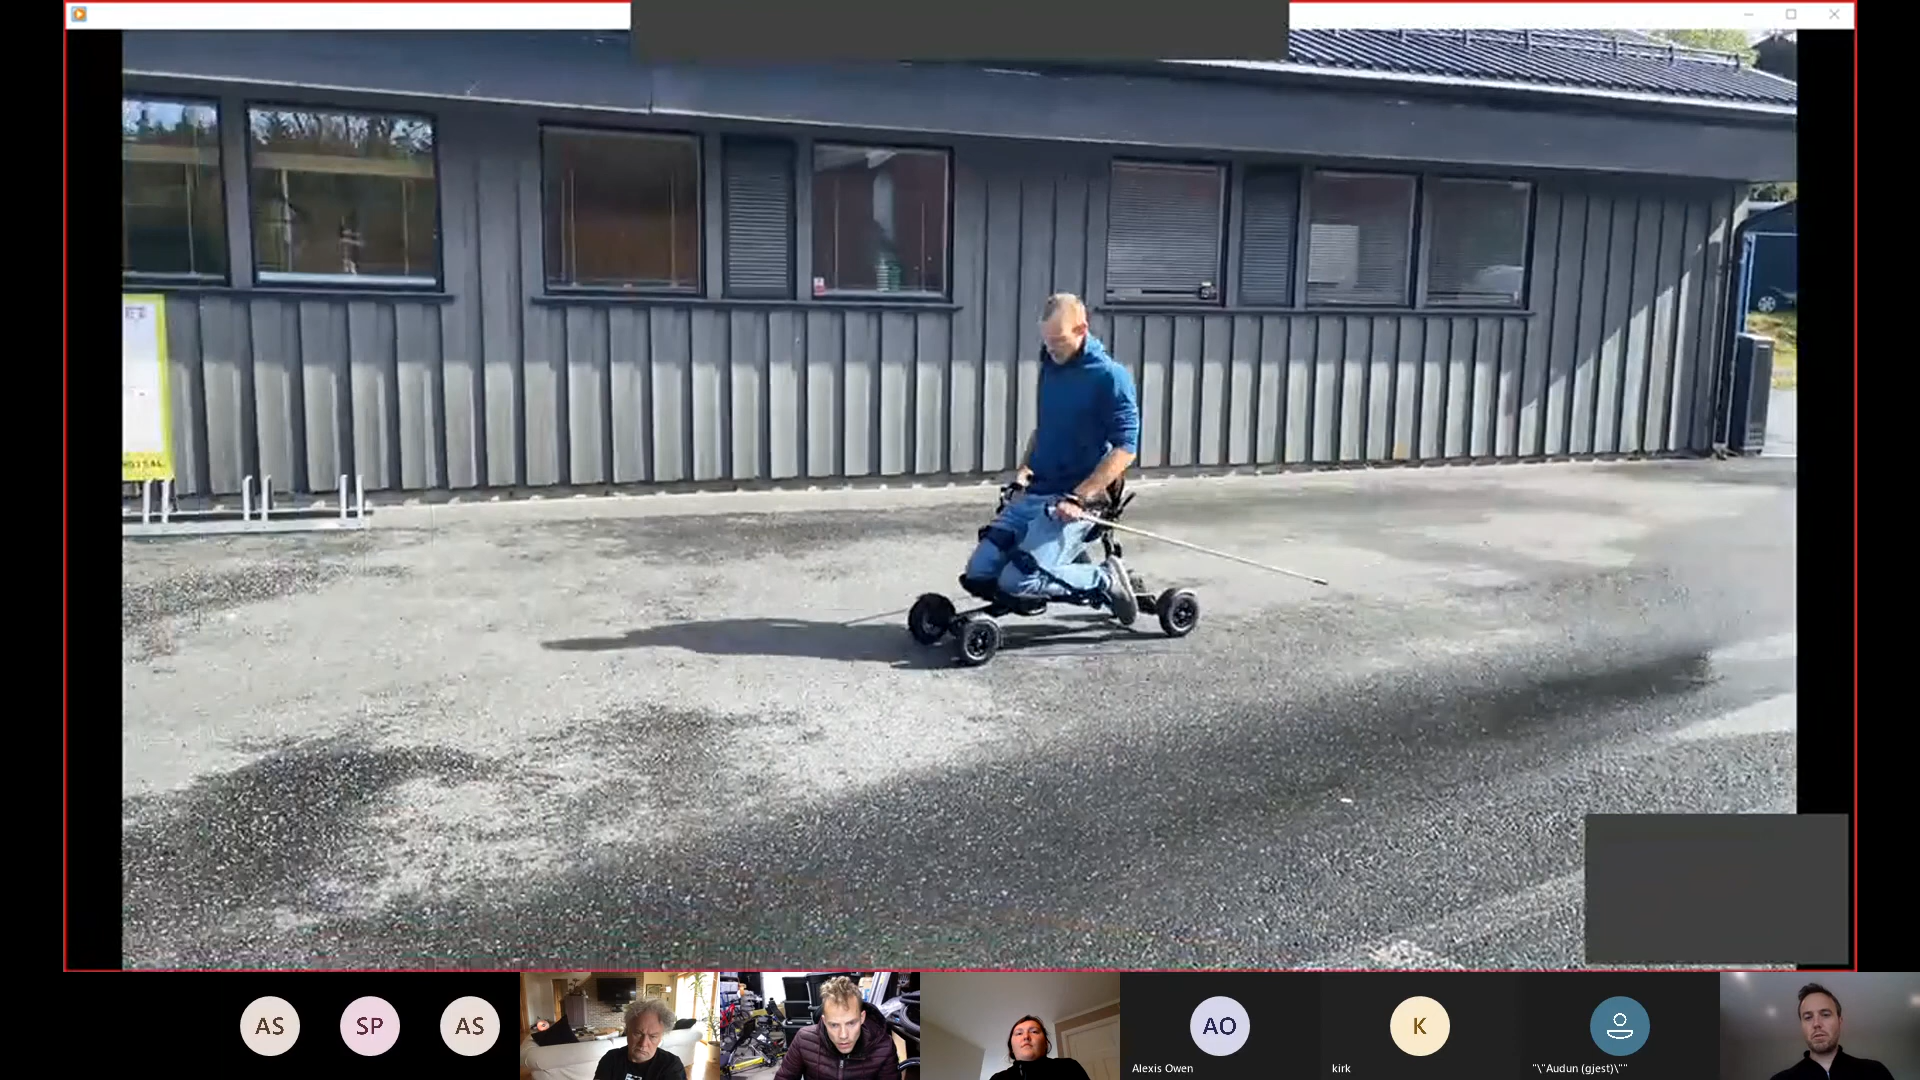 AS
SP
AS
AO
K
Alexis Owen
kirk
"\"Audun (gjest)\""